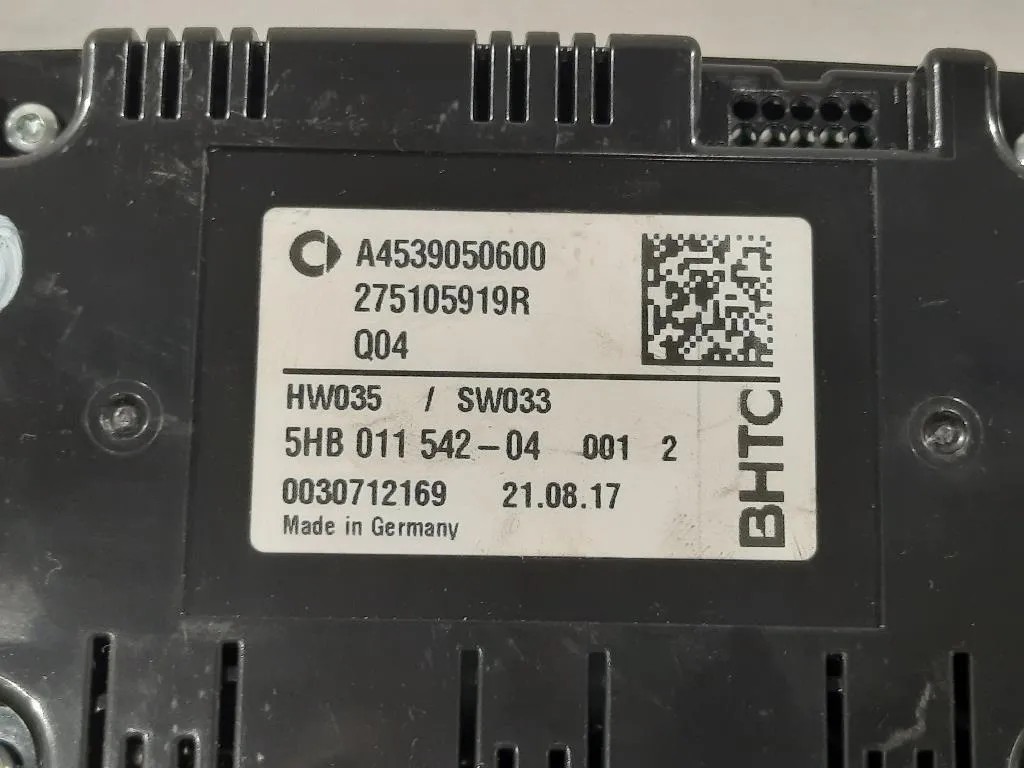 A4539050600
275105919R
Q04
HW035 / SW033
5HB 011 542-04 001 2
0030712169 21.08.17
Made in Germany
BHTC